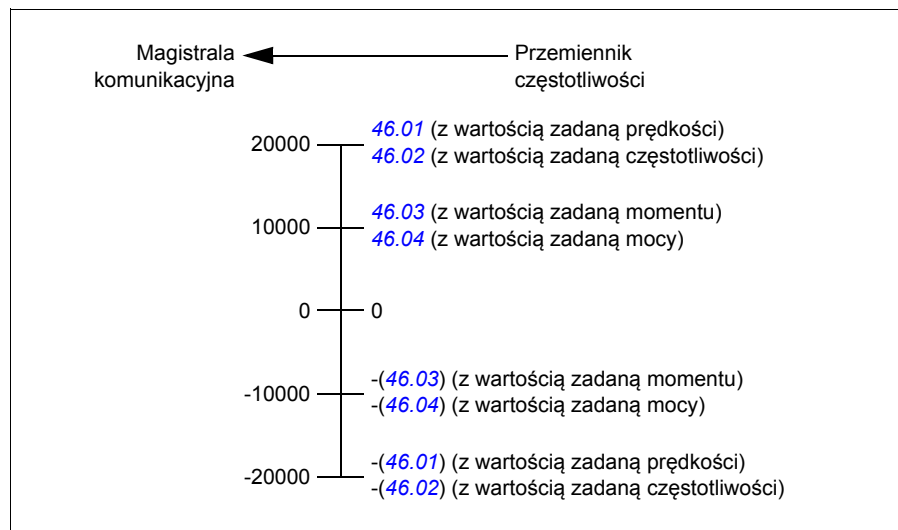 Magistrala
komunikacyjna
Przemiennik
częstotliwości
46.01 (z wartością zadaną prędkości)
20000
46.02 (z wartością zadaną częstotliwości)
46.03 (z wartością zadaną momentu)
10000
46.04 (z wartością zadaną mocy)
0 0
-(46.03) (z wartością zadaną momentu)
-10000
-(46.04) (z wartością zadaną mocy)
-(46.01) (z wartością zadaną prędkości)
-20000
-(46.02) (z wartością zadaną częstotliwości)